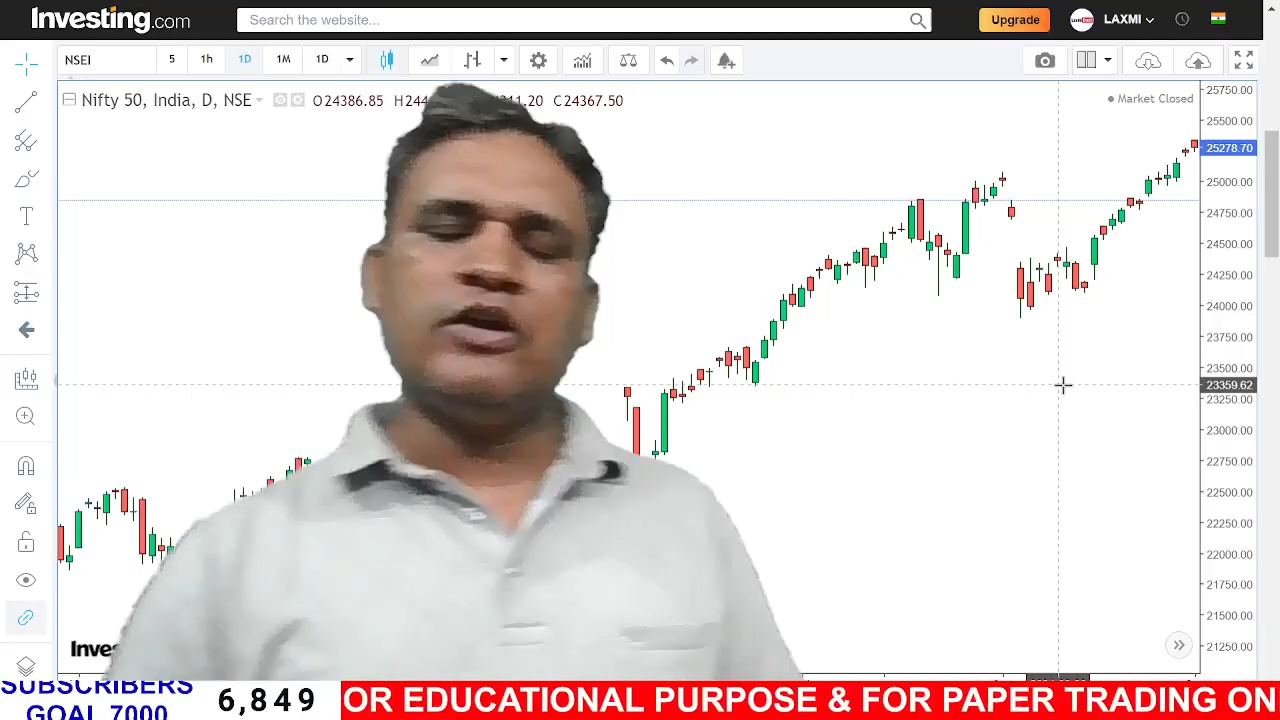 Investing.com
Search the website...
Upgrade
LAXMI
NSEI
5
1h
1D
1M
1D
Nifty 50, India, D, NSE
O24386.85
C24367.50
Market Closed
25750.00
25500.00
25278.70
25000.00
24750.00
24500.00
24250.00
24000.00
23750.00
23500.00
23359.62
23250.00
23000.00
22750.00
22500.00
22250.00
22000.00
21750.00
21500.00
21250.00
SUBSCRIBERS
GOAL 7000
6,849
OR EDUCATIONAL PURPOSE & FOR PAPER TRADING ON